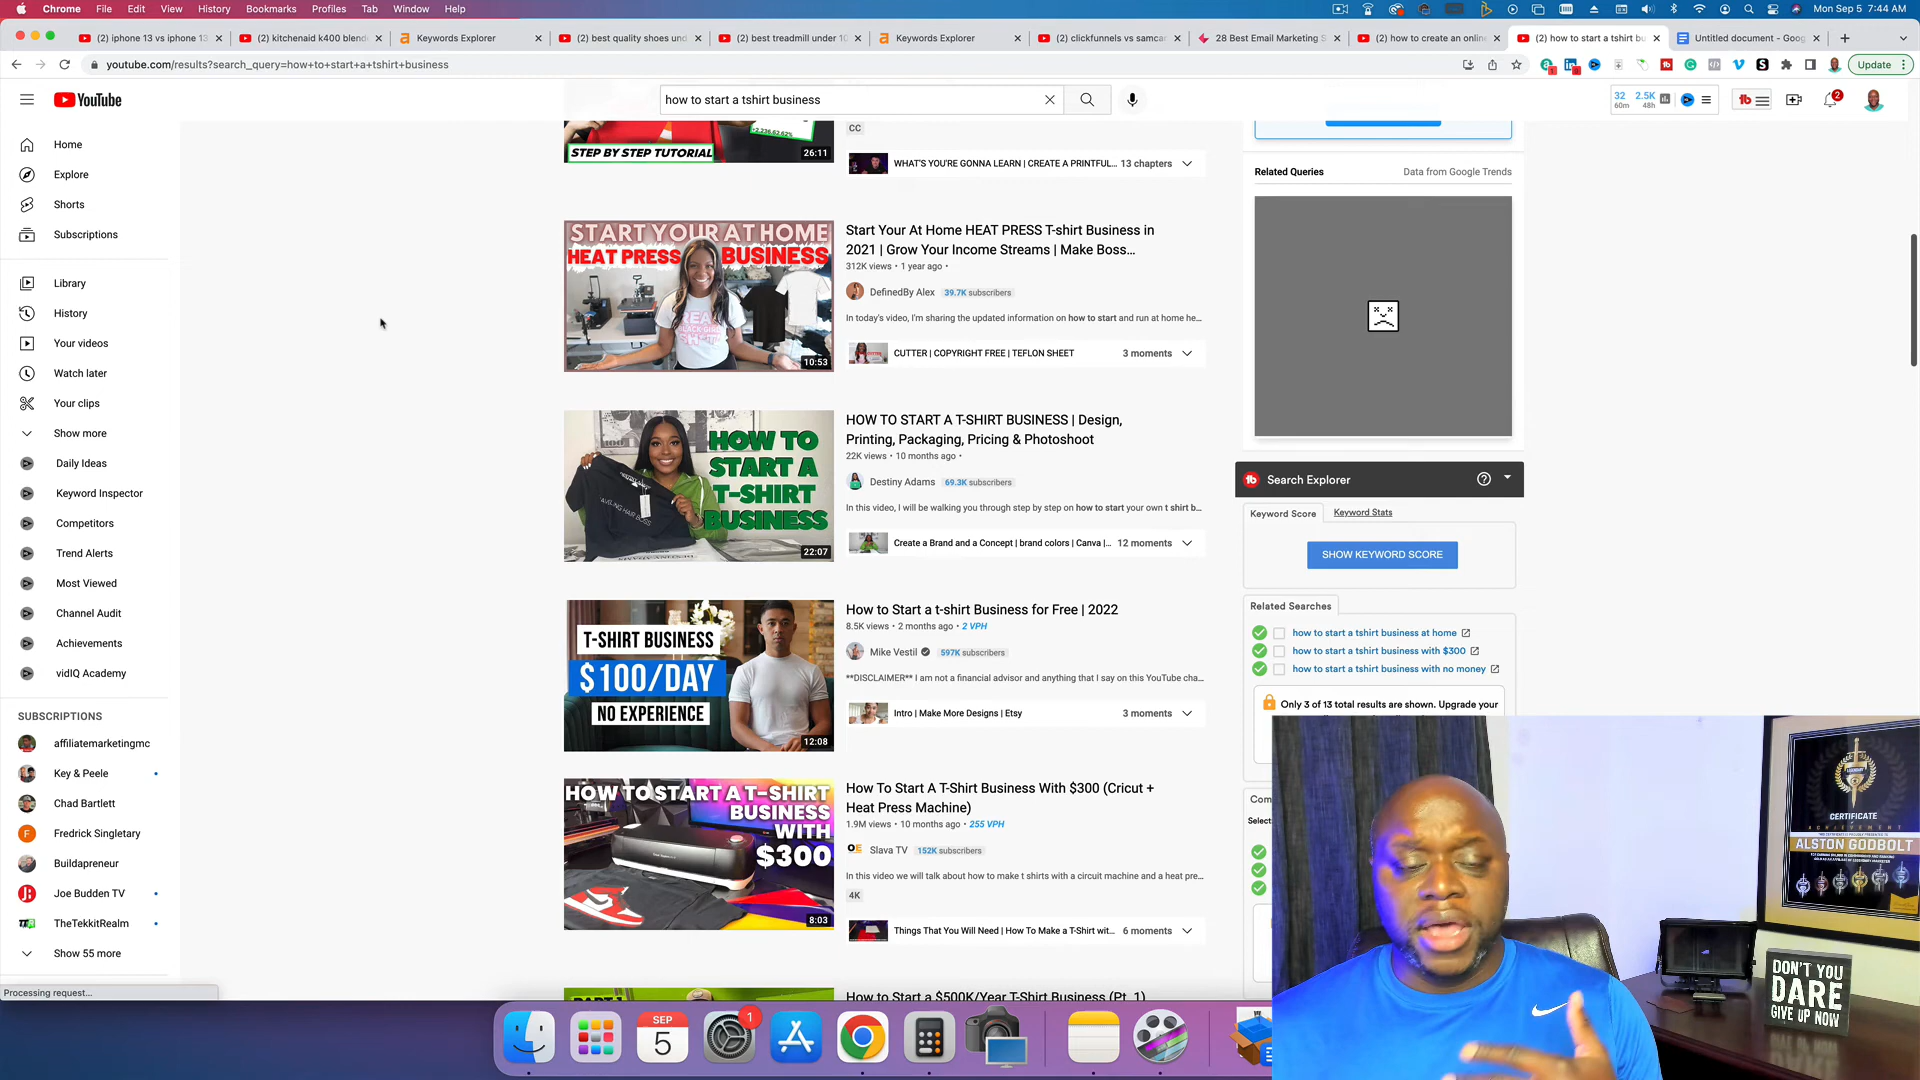 Chrome File Edit View History Bookmarks Profiles Tab Window Help Mon Sep 5 7:44 AM
(2) iphone 13 vs iphone 13 (2) kitchenaid k400 blende Keywords Explorer (2) best quality shoes und (2) best treadmill under 10 Keywords Explorer (2) clickfunnels vs samcar 28 Best Email Marketing S (2) how to create an online (2) how to start a tshirt bu Untitled document - Goog
youtube.com/results?search_query=how+to+start+a+tshirt+business Update
YouTube
how to start a tshirt business
32 60m 2.5K 48h
2
Home
Explore
Shorts
Subscriptions
Library
History
Your videos
Watch later
Your clips
Show more
Daily Ideas
Keyword Inspector
Competitors
Trend Alerts
Most Viewed
Channel Audit
Achievements
vidIQ Academy
SUBSCRIPTIONS
affiliatemarketingmc
Key & Peele
Chad Bartlett
Fredrick Singletary
Buildapreneur
Joe Budden TV
TheTekkitRealm
Show 55 more
Processing request...
STEP BY STEP TUTORIAL
26:11
CC
WHAT'S YOU'RE GONNA LEARN | CREATE A PRINTFUL... 13 chapters
START YOUR AT HOME
HEAT PRESS BUSINESS
10:53
Start Your At Home HEAT PRESS T-shirt Business in
2021 | Grow Your Income Streams | Make Boss...
312K views • 1 year ago •
DefinedBy Alex 39.7K subscribers
In today's video, I'm sharing the updated information on how to start and run at home he...
CUTTER | COPYRIGHT FREE | TEFLON SHEET 3 moments
HOW TO
START A
T-SHIRT
BUSINESS
22:07
HOW TO START A T-SHIRT BUSINESS | Design,
Printing, Packaging, Pricing & Photoshoot
22K views • 10 months ago •
Destiny Adams 69.3K subscribers
In this video, I will be walking you through step by step on how to start your own t shirt b...
Create a Brand and a Concept | brand colors | Canva |... 12 moments
T-SHIRT BUSINESS
$100/DAY
NO EXPERIENCE
12:08
How to Start a t-shirt Business for Free | 2022
8.5K views • 2 months ago • 2 VPH
Mike Vestil 597K subscribers
**DISCLAIMER** I am not a financial advisor and anything that I say on this YouTube cha...
Intro | Make More Designs | Etsy 3 moments
HOW TO START A T-SHIRT
BUSINESS
WITH
$300
8:03
How To Start A T-Shirt Business With $300 (Cricut +
Heat Press Machine)
1.9M views • 10 months ago • 255 VPH
Slava TV 152K subscribers
In this video we will talk about how to make t shirts with a circuit machine and a heat pre...
4K
Things That You Will Need | How To Make a T-Shirt wit... 6 moments
How to Start a $500K/Year T-Shirt Business (Pt. 1)
Related Queries Data from Google Trends
Search Explorer
Keyword Score Keyword Stats
SHOW KEYWORD SCORE
Related Searches
how to start a tshirt business at home
how to start a tshirt business with $300
how to start a tshirt business with no money
Only 3 of 13 total results are shown. Upgrade your
Com
Select
CERTIFICATE
ALSTON GODBOLT
DON'T YOU
DARE
GIVE UP NOW
SEP
5
1